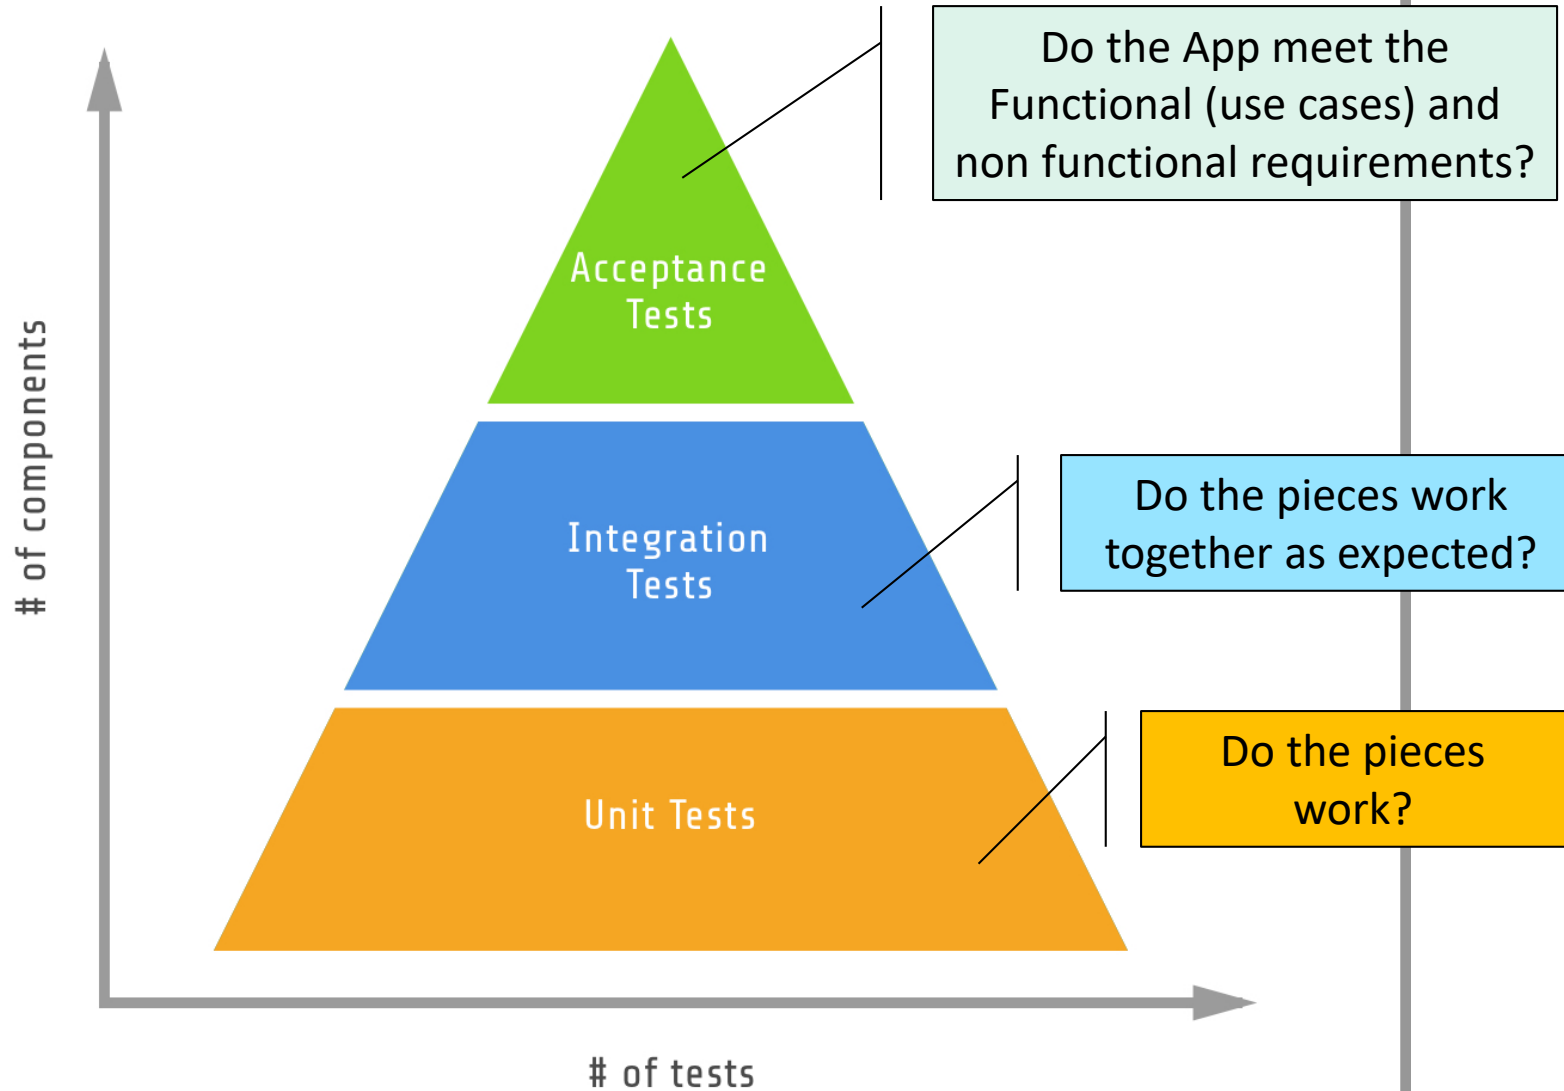 Do the App meet the
Functional (use cases) and
non functional requirements?
Acceptance
Tests
# of components
Do the pieces work
together as expected?
Integration
Tests
Do the pieces
work?
Unit Tests
# of tests